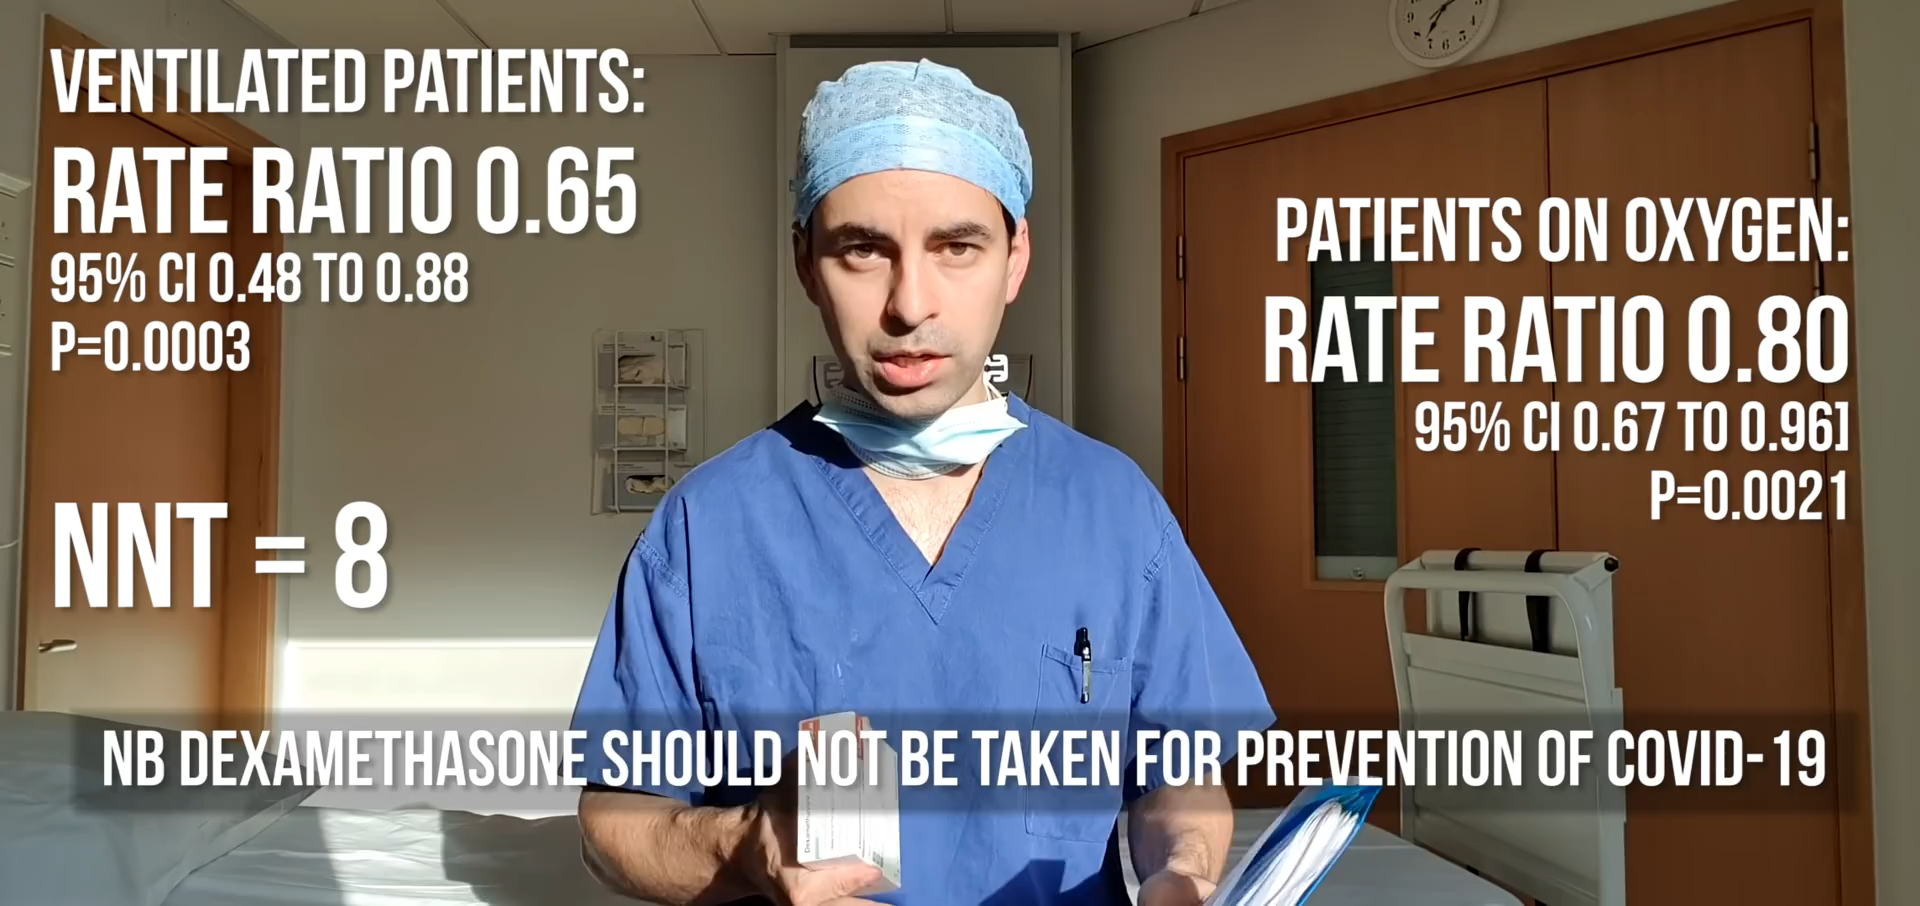 VENTILATED PATIENTS:
RATE RATIO 0.65
95% CI 0.48 TO 0.88
P=0.0003
NNT = 8
PATIENTS ON OXYGEN:
RATE RATIO 0.80
95% CI 0.67 TO 0.96]
P=0.0021
NB DEXAMETHASONE SHOULD NOT BE TAKEN FOR PREVENTION OF COVID-19
Dexamethasone